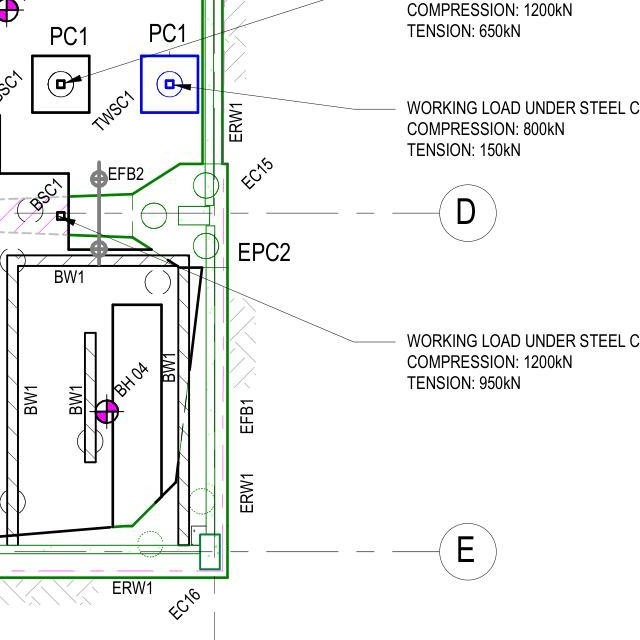 COMPRESSION: 1200kN
TENSION: 650kN
PC1
PC1
TWSC1
ERW1
WORKING LOAD UNDER STEEL C
COMPRESSION: 800kN
TENSION: 150kN
EFB2
EC15
BSC1
D
EPC2
BW1
WORKING LOAD UNDER STEEL C
COMPRESSION: 1200kN
TENSION: 950kN
BW1
BW1
BH 04
BW1
EFB1
ERW1
E
ERW1
EC16